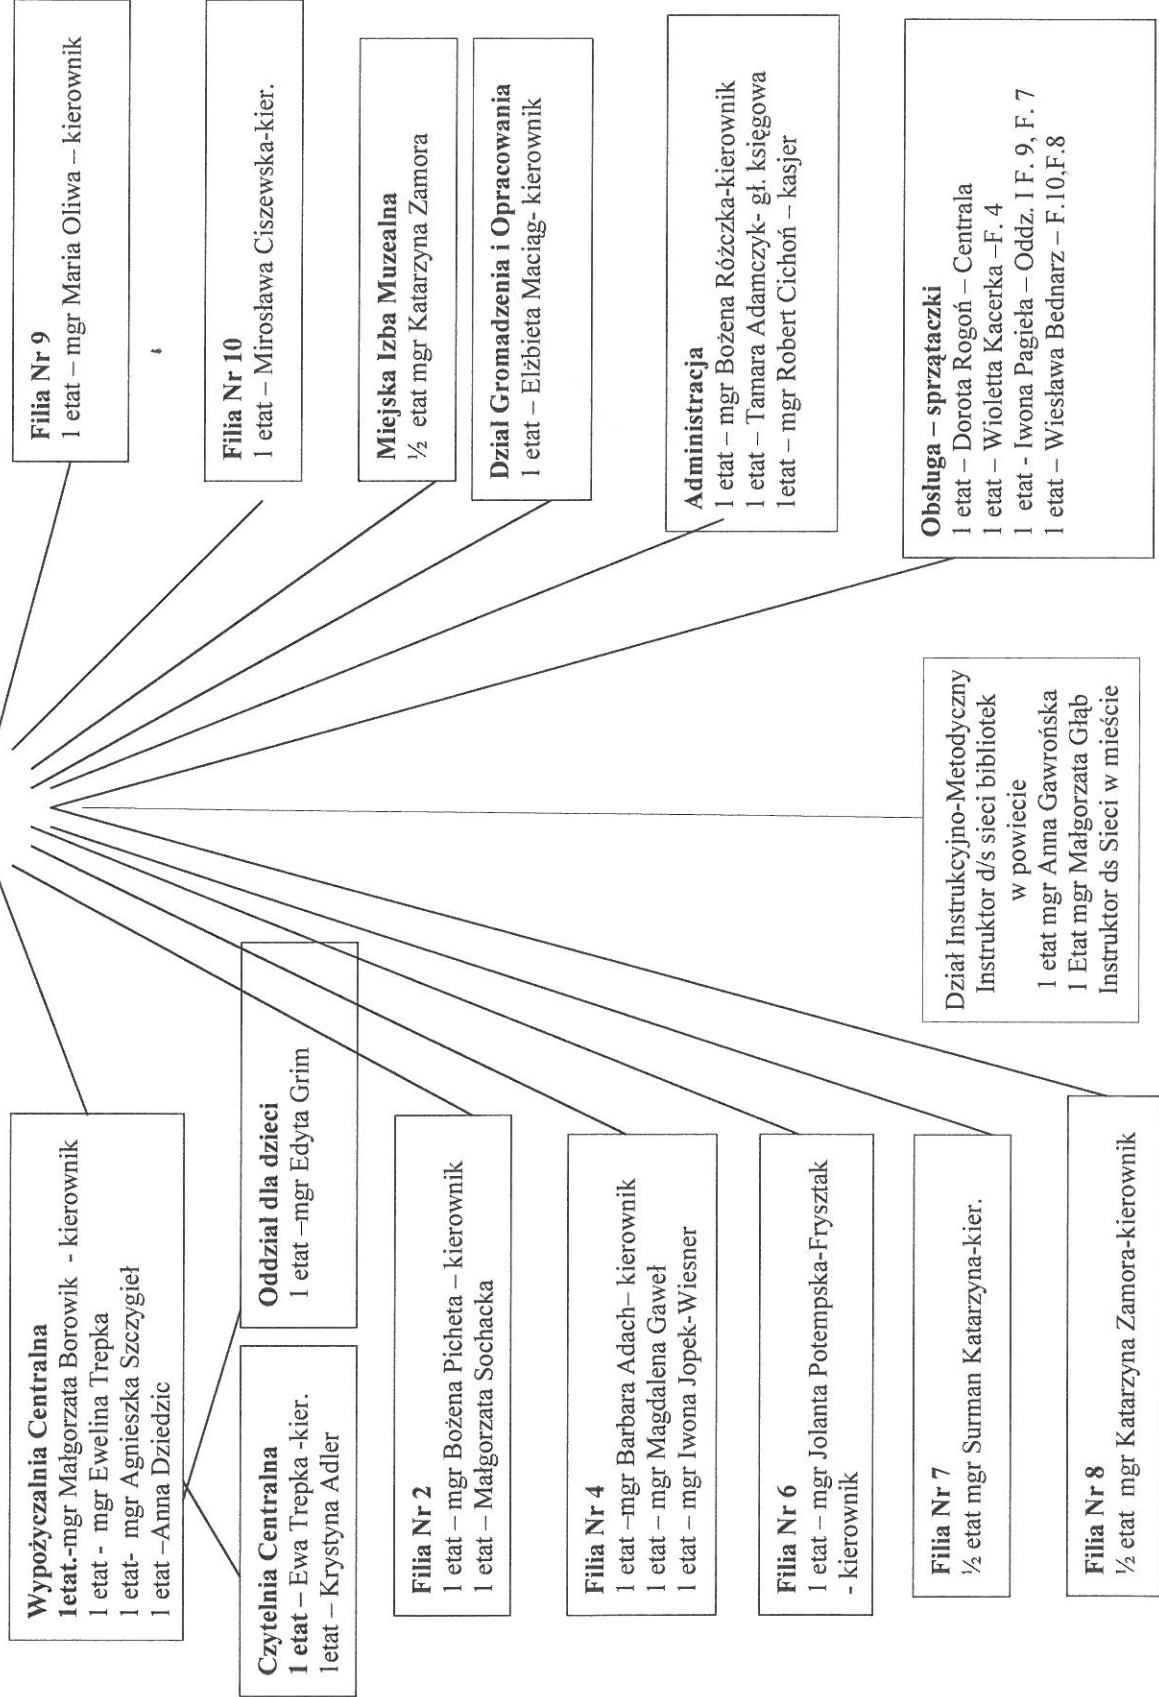 Wypożyczalnia Centralna
1etat.-mgr Małgorzata Borowik - kierownik
1 etat - mgr Ewelina Trepka
1 etat- mgr Agnieszka Szczygieł
1 etat –Anna Dziedzic
Czytelnia Centralna
1 etat – Ewa Trepka -kier.
1etat – Krystyna Adler
Oddział dla dzieci
1 etat –mgr Edyta Grim
Filia Nr 2
1 etat – mgr Bożena Picheta – kierownik
1 etat – Małgorzata Sochacka
Filia Nr 4
1 etat –mgr Barbara Adach– kierownik
1 etat – mgr Magdalena Gaweł
1 etat – mgr Iwona Jopek-Wiesner
Filia Nr 6
1 etat – mgr Jolanta Potempska-Frysztak
- kierownik
Filia Nr 7
½ etat mgr Surman Katarzyna-kier.
Filia Nr 8
½ etat mgr Katarzyna Zamora-kierownik
Dział Instrukcyjno-Metodyczny
Instruktor d/s sieci bibliotek
w powiecie
1 etat mgr Anna Gawrońska
1 Etat mgr Małgorzata Głąb
Instruktor ds Sieci w mieście
Filia Nr 9
1 etat – mgr Maria Oliwa – kierownik
Filia Nr 10
1 etat – Mirosława Ciszewska-kier.
Miejska Izba Muzealna
½ etat mgr Katarzyna Zamora
Dział Gromadzenia i Opracowania
1 etat – Elżbieta Maciąg- kierownik
Administracja
1 etat – mgr Bożena Różczka-kierownik
1 etat – Tamara Adamczyk- gł. księgowa
1etat – mgr Robert Cichoń – kasjer
Obsługa – sprzątaczki
1 etat – Dorota Rogoń – Centrala
1 etat – Wioletta Kacerka –F. 4
1 etat - Iwona Pagieła – Oddz. I F. 9, F. 7
1 etat – Wiesława Bednarz – F.10,F.8